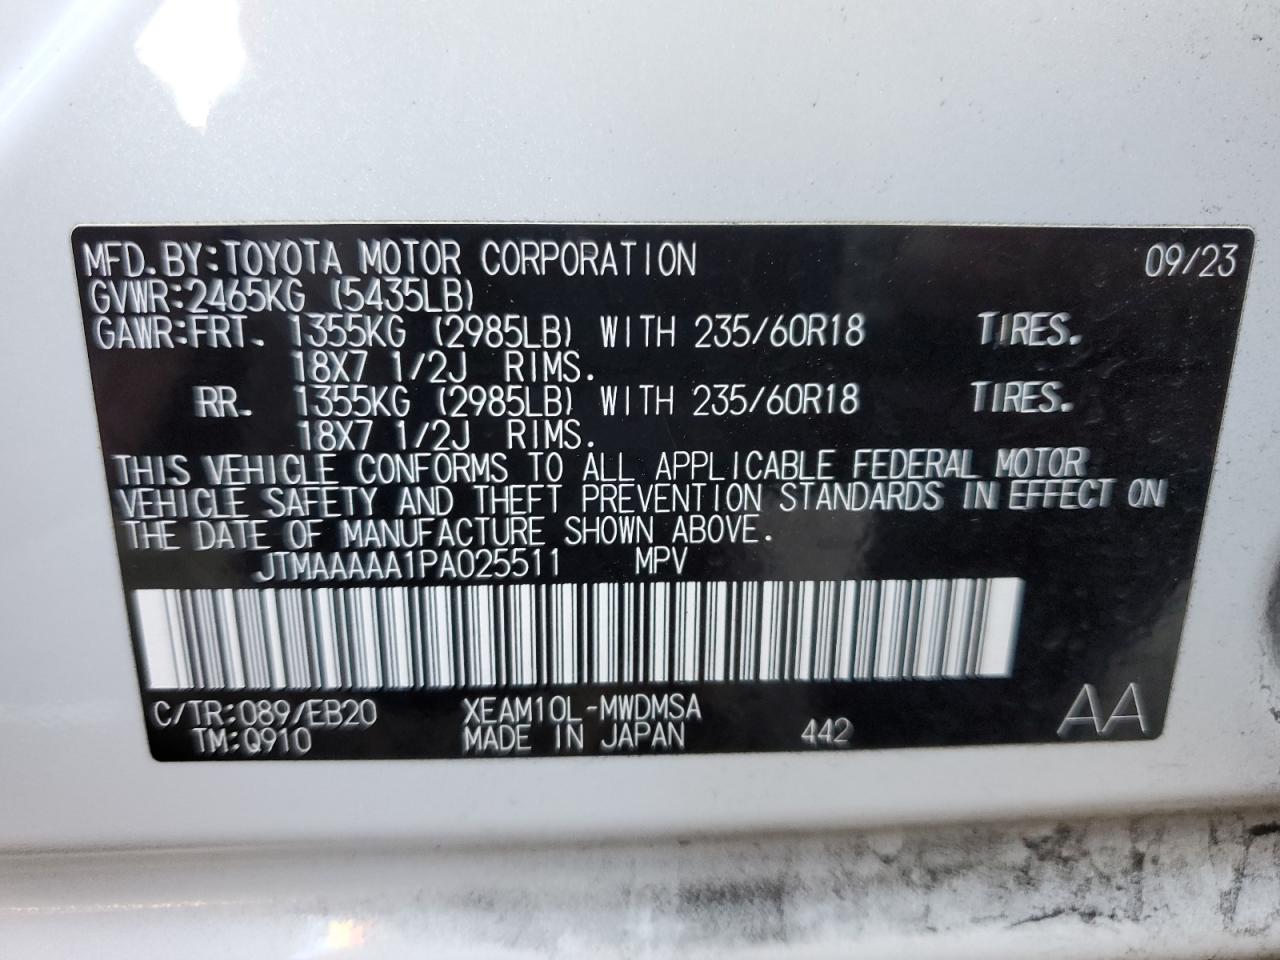 MFD.BY:TOYOTA MOTOR CORPORATION 09/23
GVWR:2465KG (5435LB)
GAWR:FRT. 1355KG (2985LB) WITH 235/60R18 TIRES.
18X7 1/2J RIMS.
RR. 1355KG (2985LB) WITH 235/60R18 TIRES.
18X7 1/2J RIMS.
THIS VEHICLE CONFORMS TO ALL APPLICABLE FEDERAL MOTOR
VEHICLE SAFETY AND THEFT PREVENTION STANDARDS IN EFFECT ON
THE DATE OF MANUFACTURE SHOWN ABOVE.
JTMAAAAA1PA025511 MPV
C/TR:089/EB20 XEAM10L-MWDMSA
TM:Q910 MADE IN JAPAN 442 AA